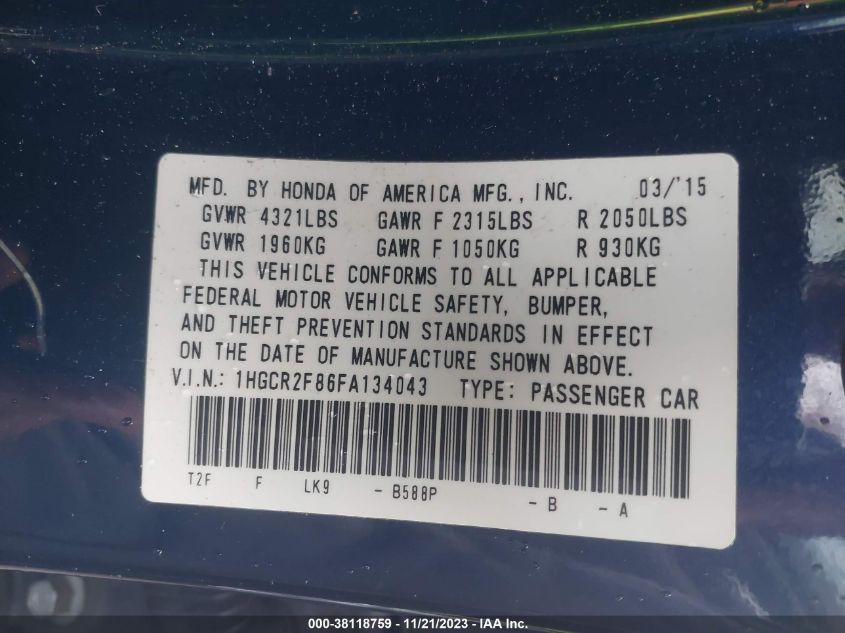 MFD. BY HONDA OF AMERICA MFG., INC. 03/'15
GVWR 4321LBS GAWR F 2315LBS R 2050LBS
GVWR 1960KG GAWR F 1050KG R 930KG
THIS VEHICLE CONFORMS TO ALL APPLICABLE
FEDERAL MOTOR VEHICLE SAFETY, BUMPER,
AND THEFT PREVENTION STANDARDS IN EFFECT
ON THE DATE OF MANUFACTURE SHOWN ABOVE.
V.I.N.: 1HGCR2F86FA134043 TYPE: PASSENGER CAR
T2F F LK9 - B588P - B - A
000-38118759 - 11/21/2023 - IAA Inc.